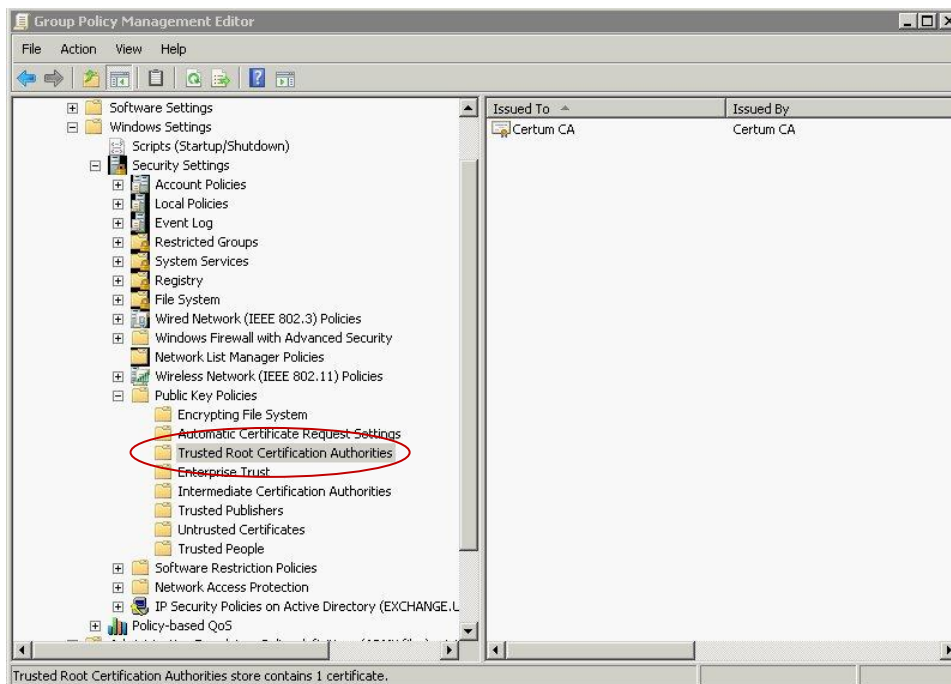 Group Policy Management Editor
File Action View Help
Software Settings
Windows Settings
Scripts (Startup/Shutdown)
Security Settings
Account Policies
Local Policies
Event Log
Restricted Groups
System Services
Registry
File System
Wired Network (IEEE 802.3) Policies
Windows Firewall with Advanced Security
Network List Manager Policies
Wireless Network (IEEE 802.11) Policies
Public Key Policies
Encrypting File System
Automatic Certificate Request Settings
Trusted Root Certification Authorities
Enterprise Trust
Intermediate Certification Authorities
Trusted Publishers
Untrusted Certificates
Trusted People
Software Restriction Policies
Network Access Protection
IP Security Policies on Active Directory (EXCHANGE.U
Policy-based QoS
Issued To Issued By
Certum CA Certum CA
Trusted Root Certification Authorities store contains 1 certificate.